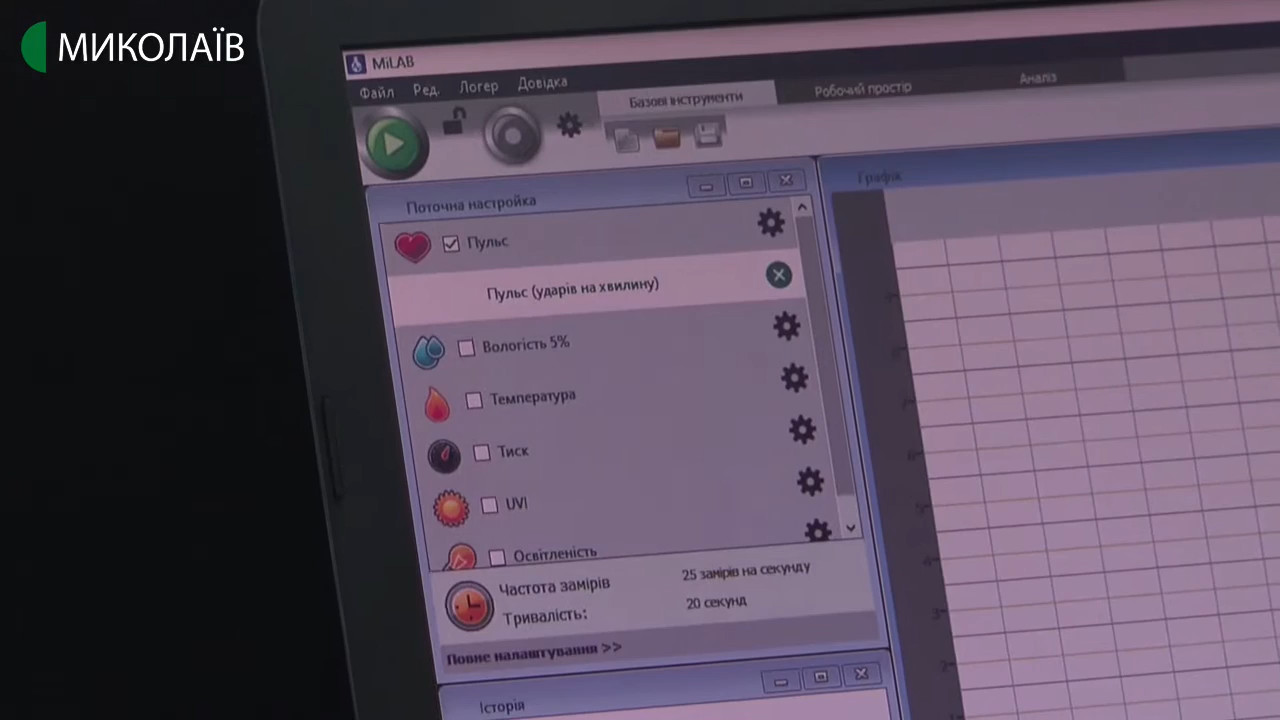 МИКОЛАЇВ
MiLAB
Файл Ред. Логер Довідка
Базові інструменти Робочий простір Аналіз
Поточна настройка
Графік
Пульс
Пульс (ударів на хвилину)
Вологість 5%
Температура
Тиск
UVI
Освітленість
Частота замірів 25 замірів на секунду
Тривалість: 20 секунд
Повне налаштування >>
Історія